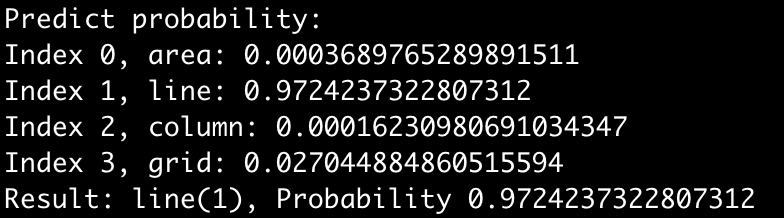 Predict probability:
Index 0, area: 0.0003689765289891511
Index 1, line: 0.9724237322807312
Index 2, column: 0.00016230980691034347
Index 3, grid: 0.027044884860515594
Result: line(1), Probability 0.9724237322807312